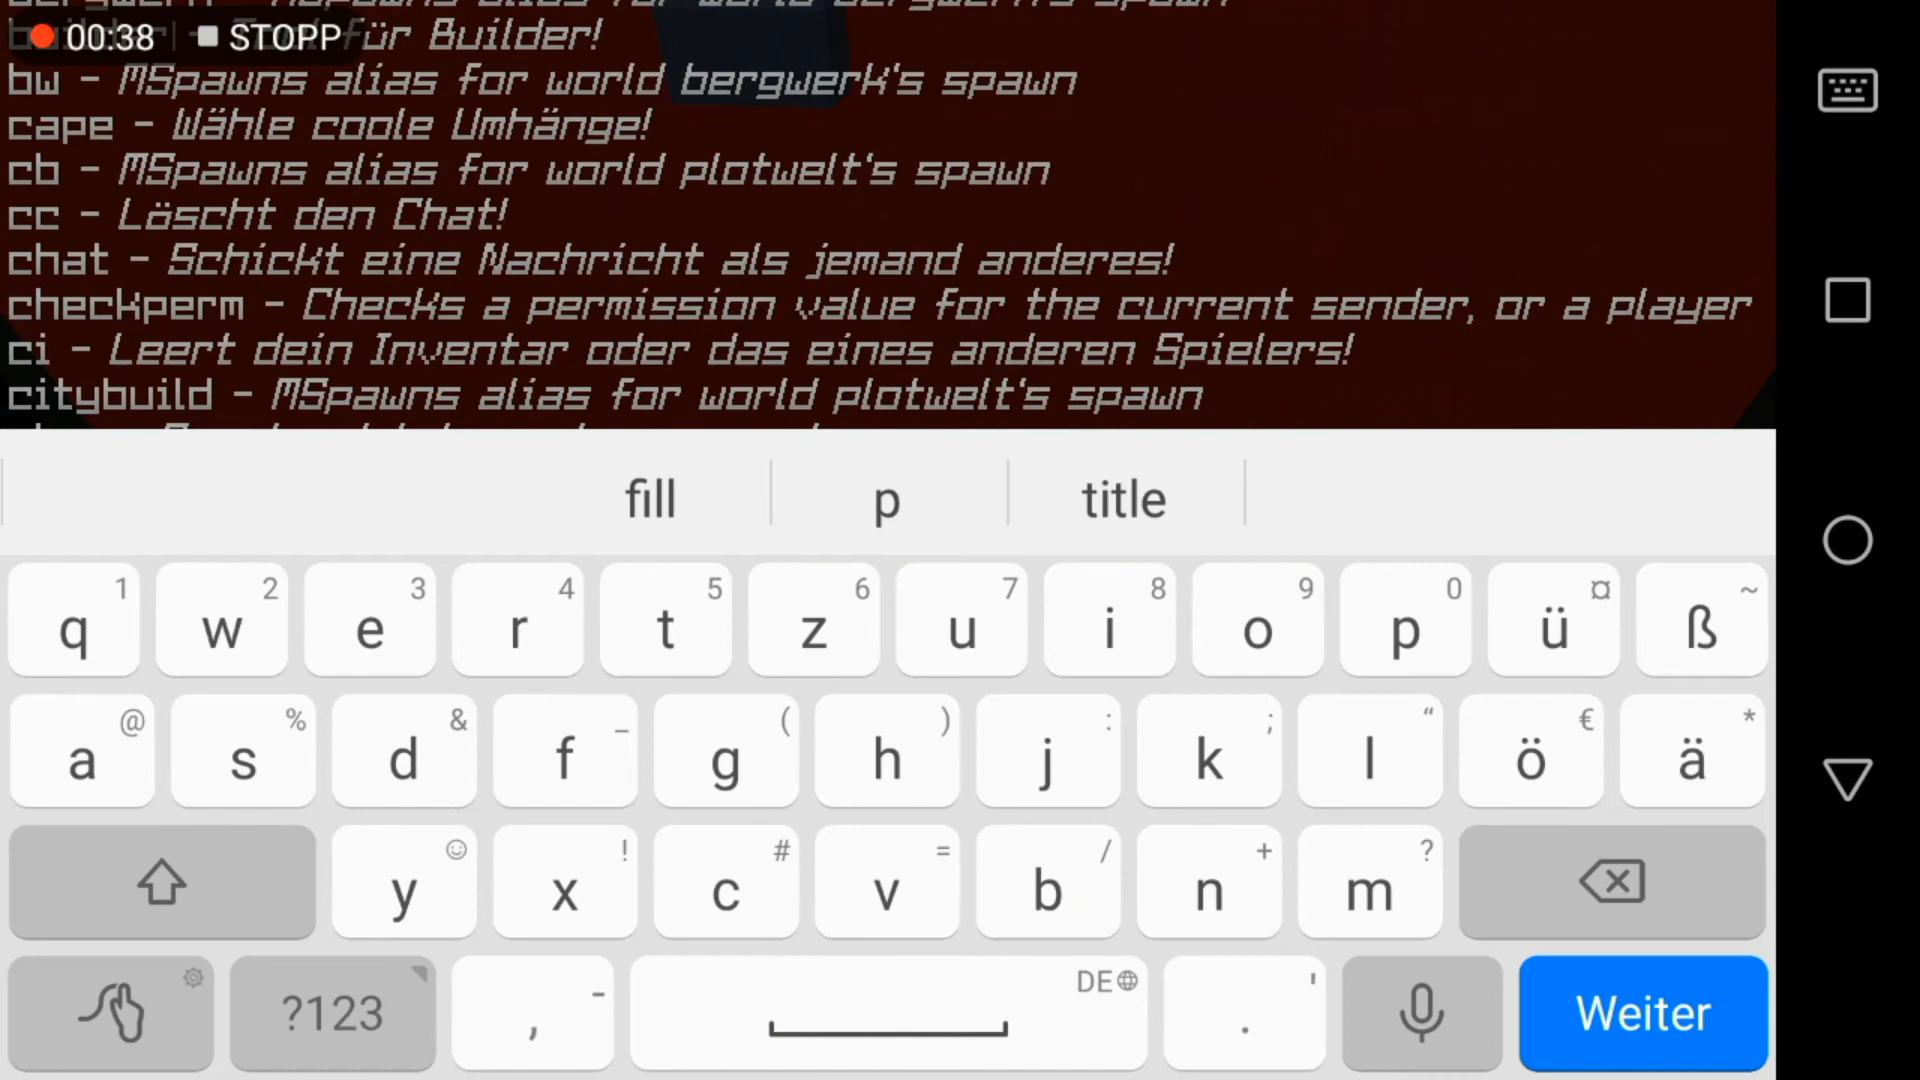 00:38 STOPP
für Builder!
bw - MSpawns alias for world bergwerk's spawn
cape - Wähle coole Umhänge!
cb - MSpawns alias for world plotwelt's spawn
cc - Löscht den Chat!
chat - Schickt eine Nachricht als jemand anderes!
checkperm - Checks a permission value for the current sender, or a player
ci - Leert dein Inventar oder das eines anderen Spielers!
citybuild - MSpawns alias for world plotwelt's spawn
fill p title
1 2 3 4 5 6 7 8 9 0 ¤ ~
q w e r t z u i o p ü ß
@ % & _ ( ) : ; “ € *
a s d f g h j k l ö ä
! # = / + ?
y x c v b n m
- DE '
?123 , . Weiter